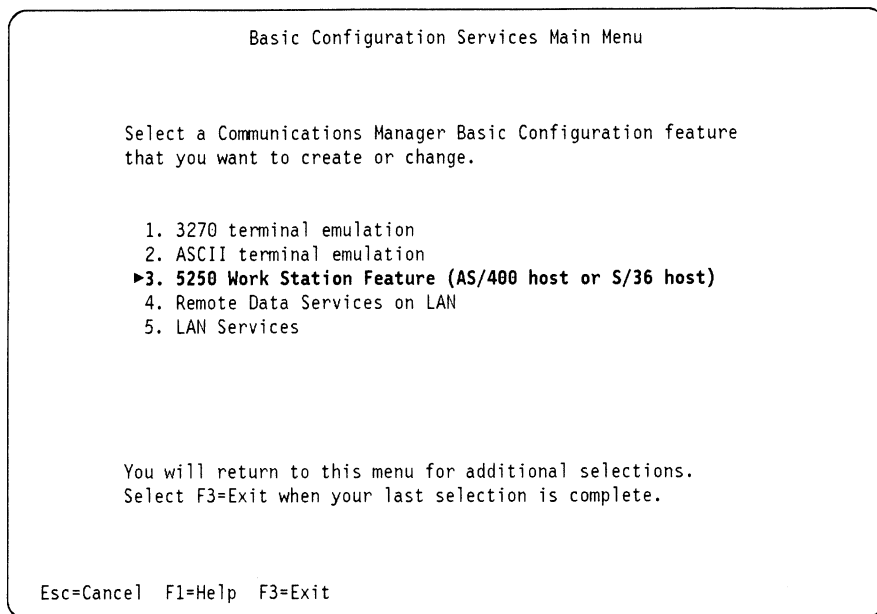 Basic Configuration Services Main Menu
Select a Communications Manager Basic Configuration feature
that you want to create or change.
1. 3270 terminal emulation
2. ASCII terminal emulation
▶3. 5250 Work Station Feature (AS/400 host or S/36 host)
4. Remote Data Services on LAN
5. LAN Services
You will return to this menu for additional selections.
Select F3=Exit when your last selection is complete.
Esc=Cancel F1=Help F3=Exit